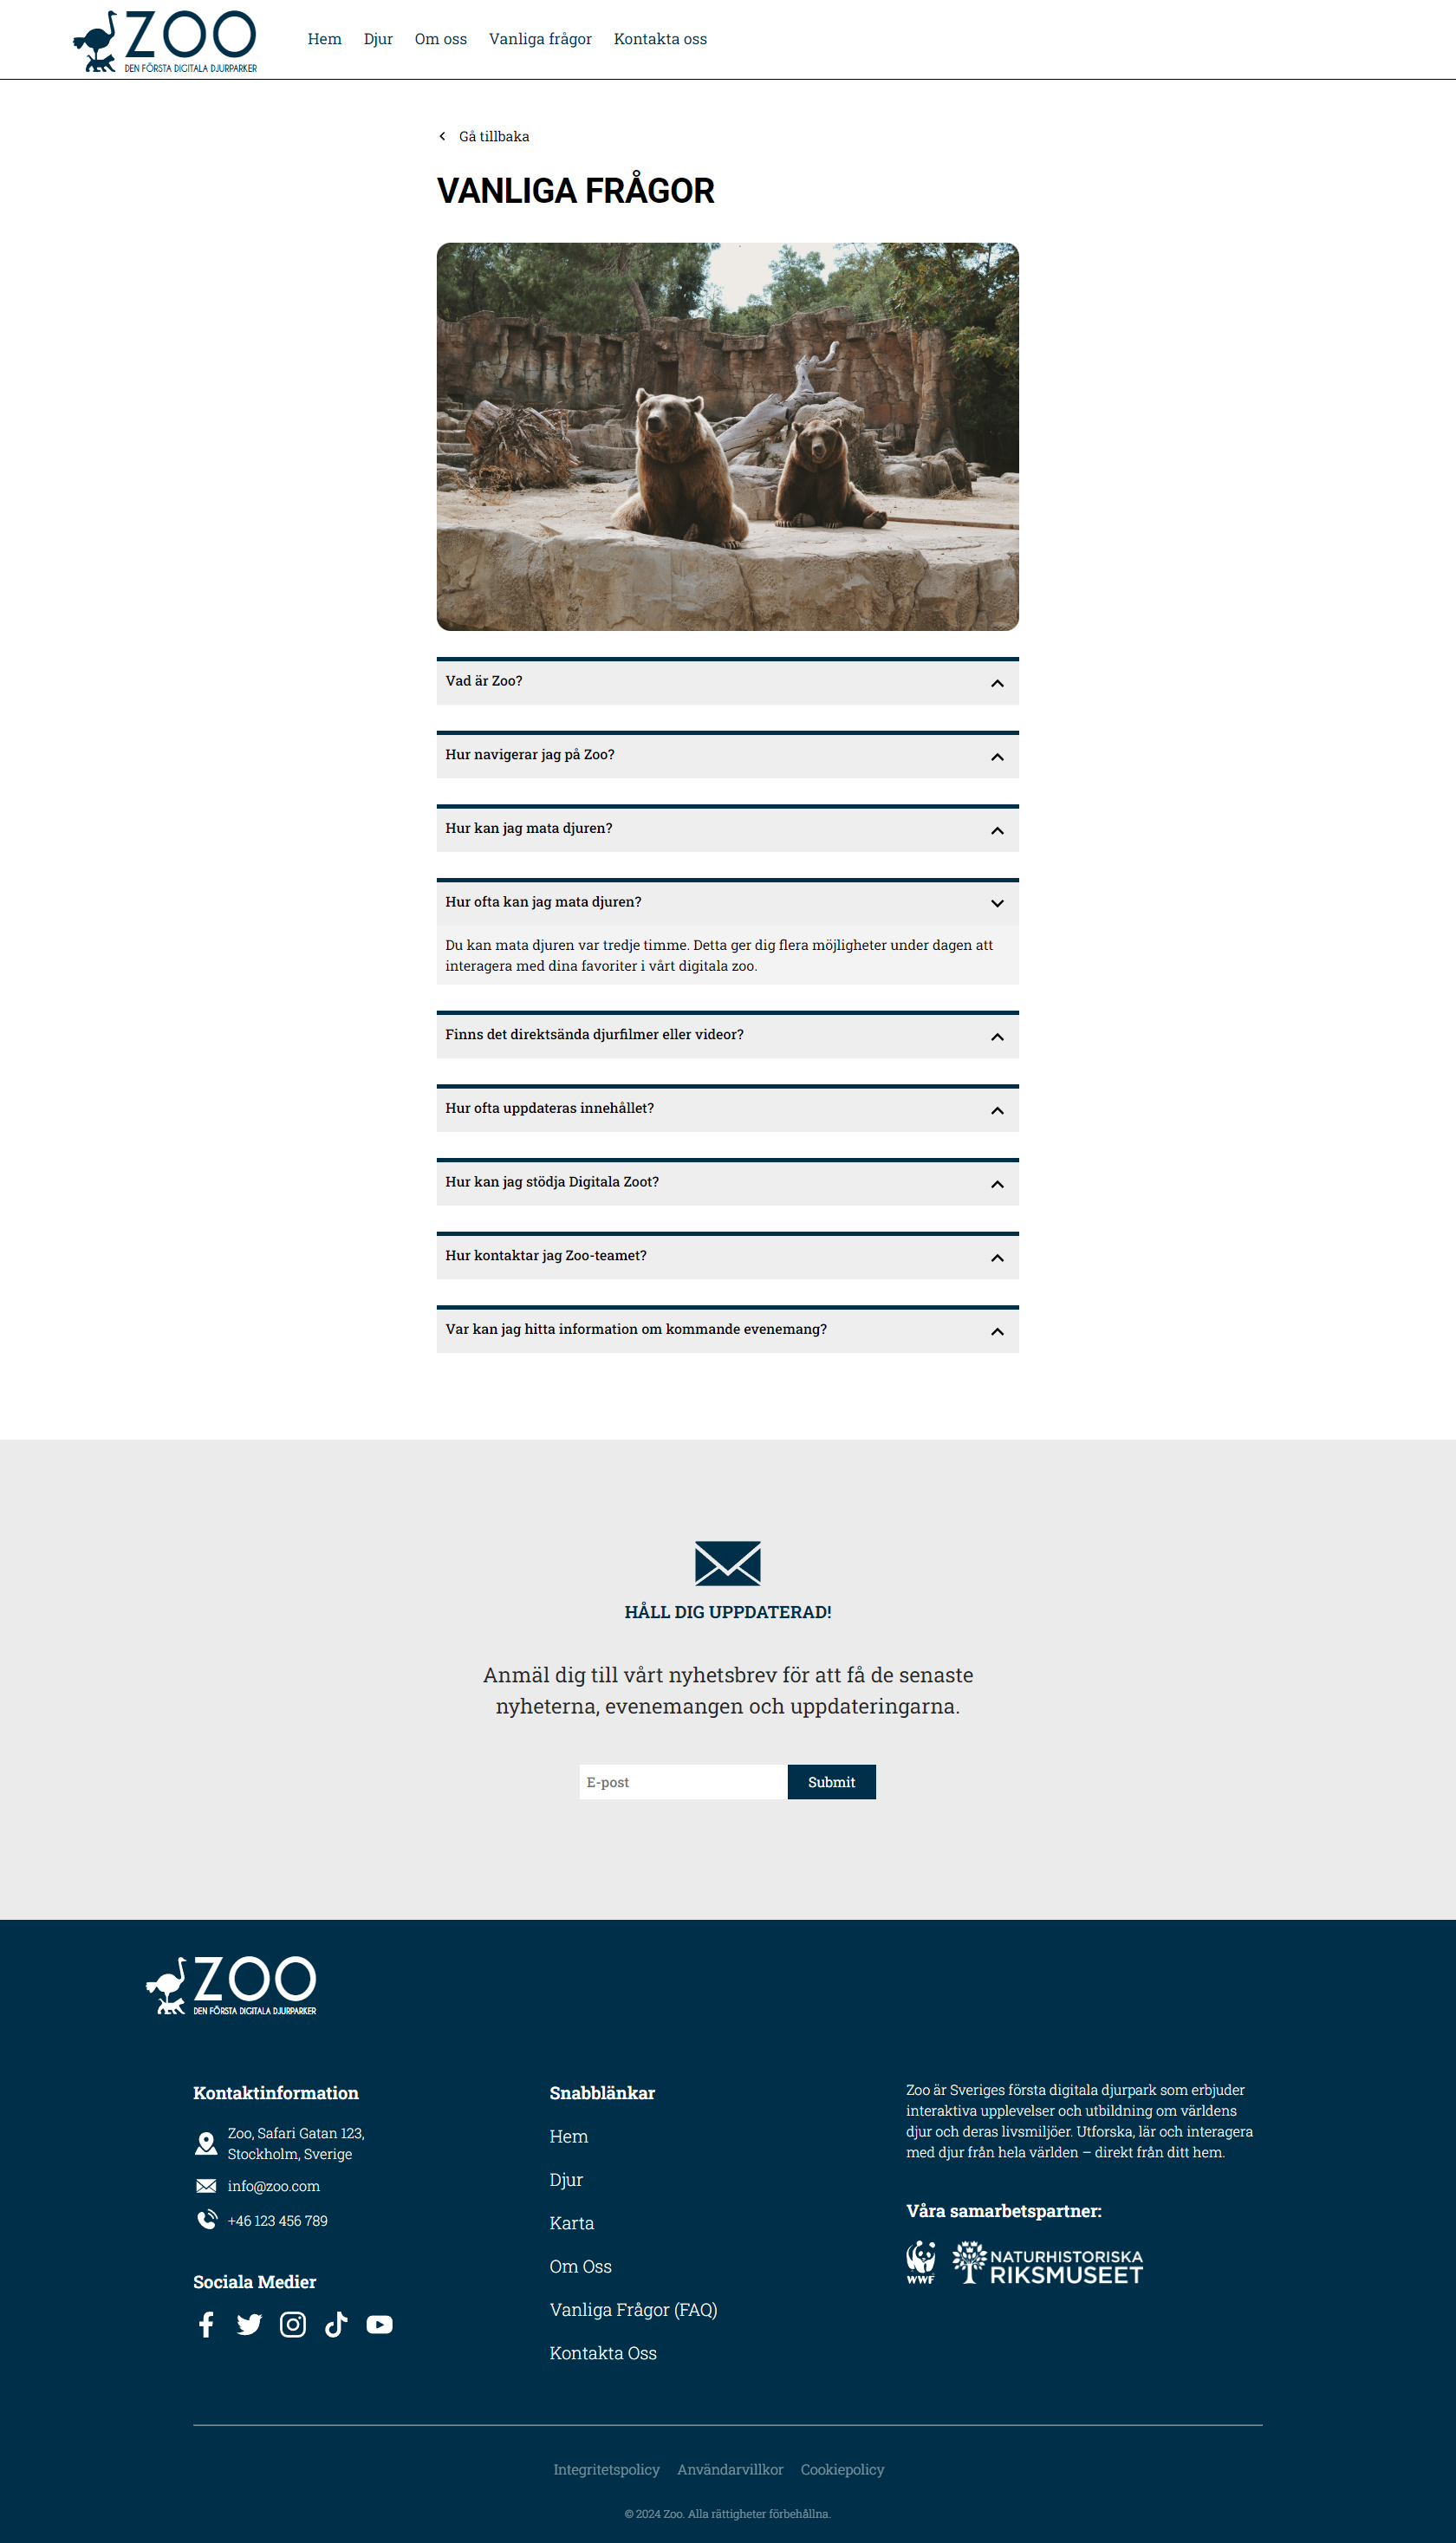 ZOO
DEN FÖRSTA DIGITALA DJURPARKER
Hem Djur Om oss Vanliga frågor Kontakta oss
Gå tillbaka
VANLIGA FRÅGOR
Vad är Zoo?
Hur navigerar jag på Zoo?
Hur kan jag mata djuren?
Hur ofta kan jag mata djuren?
Du kan mata djuren var tredje timme. Detta ger dig flera möjligheter under dagen att
interagera med dina favoriter i vårt digitala zoo.
Finns det direktsända djurfilmer eller videor?
Hur ofta uppdateras innehållet?
Hur kan jag stödja Digitala Zoot?
Hur kontaktar jag Zoo-teamet?
Var kan jag hitta information om kommande evenemang?
HÅLL DIG UPPDATERAD!
Anmäl dig till vårt nyhetsbrev för att få de senaste
nyheterna, evenemangen och uppdateringarna.
E-post Submit
ZOO
DEN FÖRSTA DIGITALA DJURPARKER
Kontaktinformation
Zoo, Safari Gatan 123,
Stockholm, Sverige
info@zoo.com
+46 123 456 789
Sociala Medier
Snabblänkar
Hem
Djur
Karta
Om Oss
Vanliga Frågor (FAQ)
Kontakta Oss
Zoo är Sveriges första digitala djurpark som erbjuder
interaktiva upplevelser och utbildning om världens
djur och deras livsmiljöer. Utforska, lär och interagera
med djur från hela världen – direkt från ditt hem.
Våra samarbetspartner:
WWF
NATURHISTORISKA
RIKSMUSEET
Integritetspolicy Användarvillkor Cookiepolicy
© 2024 Zoo. Alla rättigheter förbehållna.